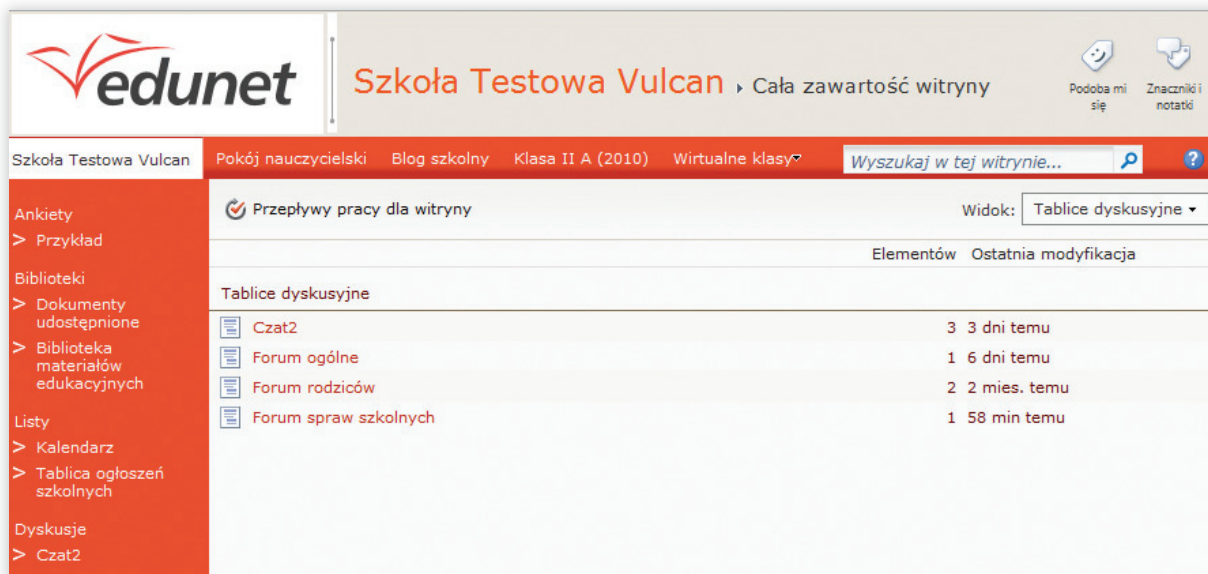 edunet
Szkoła Testowa Vulcan ▸ Cała zawartość witryny
Podoba mi
się
Znaczniki i
notatki
Szkoła Testowa Vulcan Pokój nauczycielski Blog szkolny Klasa II A (2010) Wirtualne klasy Wyszukaj w tej witrynie... ?
Ankiety
> Przykład
Biblioteki
> Dokumenty
udostępnione
> Biblioteka
materiałów
edukacyjnych
Listy
> Kalendarz
> Tablica ogłoszeń
szkolnych
Dyskusje
> Czat2
Przepływy pracy dla witryny Widok: Tablice dyskusyjne
Elementów Ostatnia modyfikacja
Tablice dyskusyjne
Czat2 3 3 dni temu
Forum ogólne 1 6 dni temu
Forum rodziców 2 2 mies. temu
Forum spraw szkolnych 1 58 min temu